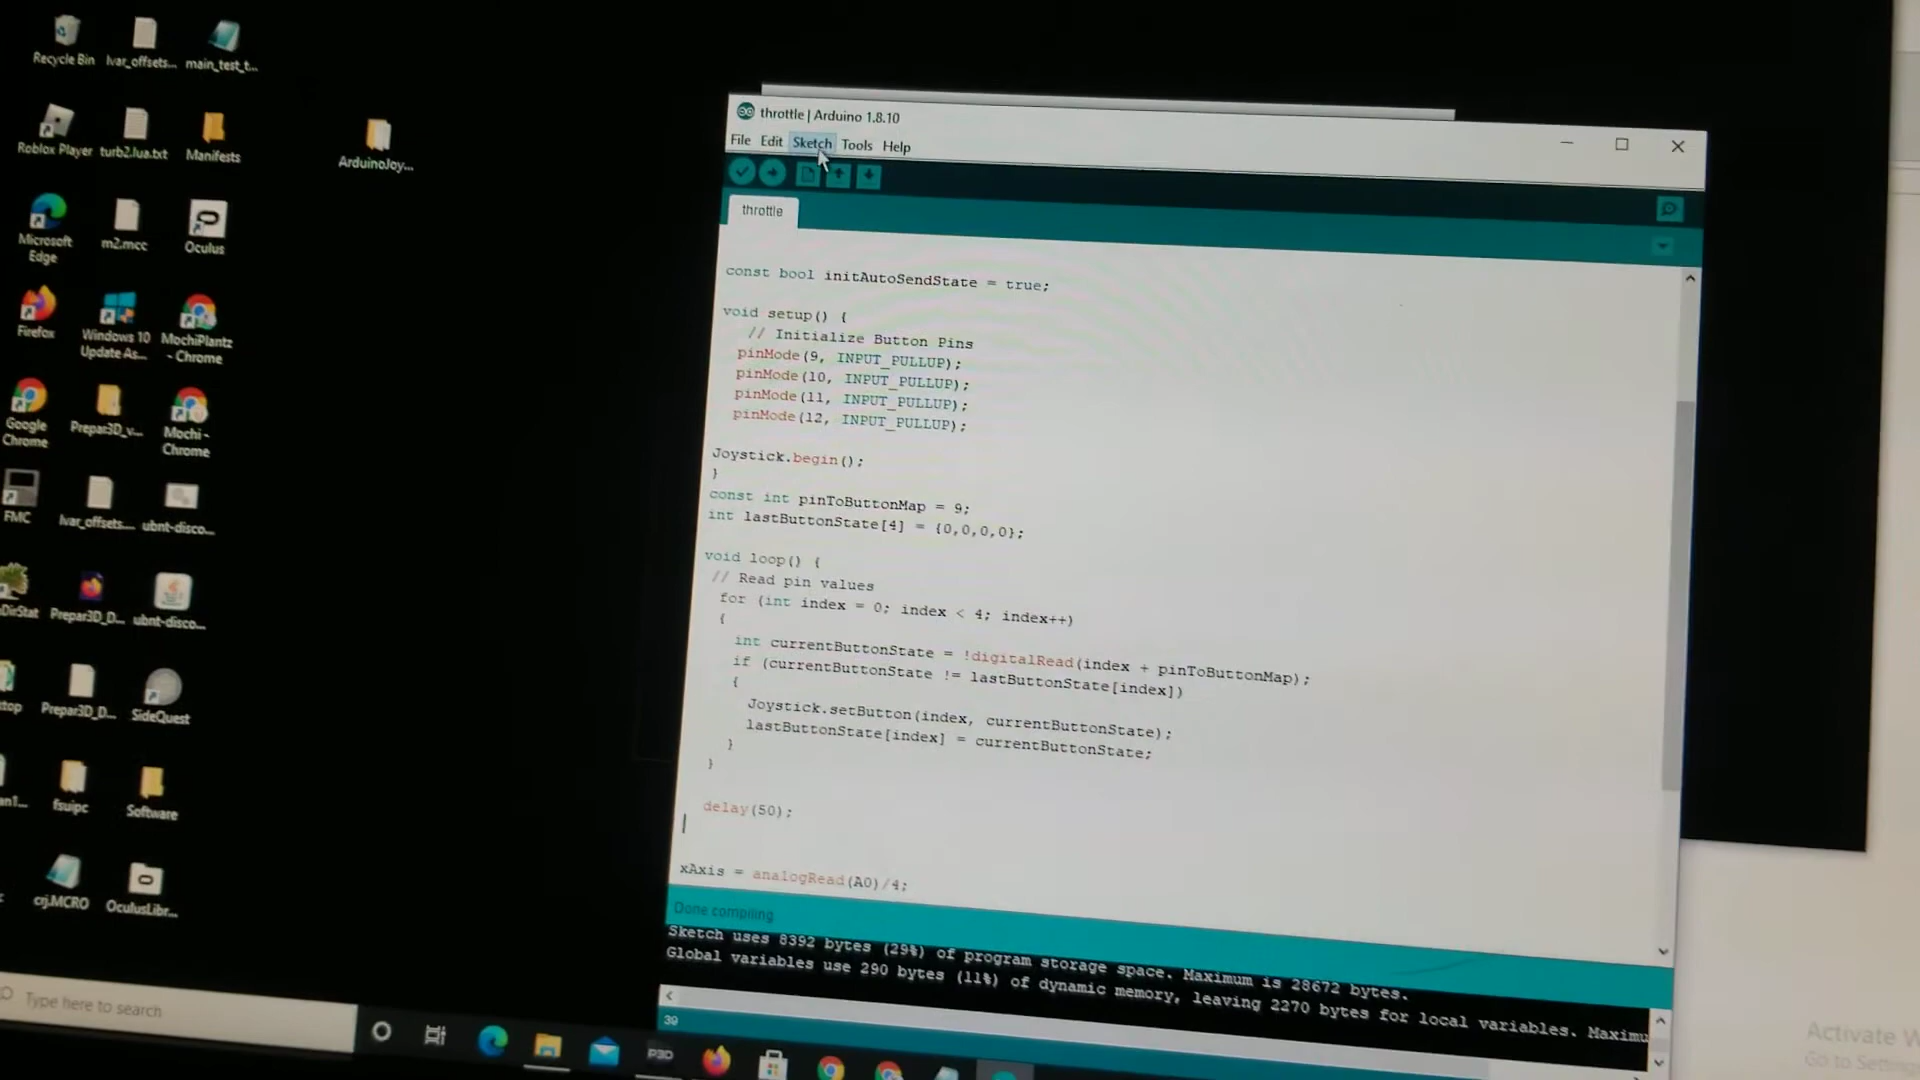 Recycle Bin
lvar_offsets...
main_test_t...
Roblox Player
turb2.lua.txt
Manifests
ArduinoJoy...
Microsoft
Edge
m2.mcc
Oculus
Firefox
Windows 10
Update As...
MochiPlantz
- Chrome
Google
Chrome
Prepar3D_v...
Mochi -
Chrome
FMC
lvar_offsets...
ubnt-disco...
DirStat
Prepar3D_D...
ubnt-disco...
top
Prepar3D_D...
SideQuest
fsuipc
Software
crj.MCRO
OculusLibr...
Type here to search
P3D
throttle | Arduino 1.8.10
File Edit Sketch Tools Help
throttle
const bool initAutoSendState = true;
void setup() {
// Initialize Button Pins
pinMode(9, INPUT_PULLUP);
pinMode(10, INPUT_PULLUP);
pinMode(11, INPUT_PULLUP);
pinMode(12, INPUT_PULLUP);
Joystick.begin();
}
const int pinToButtonMap = 9;
int lastButtonState[4] = {0,0,0,0};
void loop() {
// Read pin values
for (int index = 0; index < 4; index++)
{
int currentButtonState = !digitalRead(index + pinToButtonMap);
if (currentButtonState != lastButtonState[index])
{
Joystick.setButton(index, currentButtonState);
lastButtonState[index] = currentButtonState;
}
}
delay(50);
xAxis = analogRead(A0)/4;
Done compiling
Sketch uses 8392 bytes (29%) of program storage space. Maximum is 28672 bytes.
Global variables use 290 bytes (11%) of dynamic memory, leaving 2270 bytes for local variables. Maximu
39
Activate W
Go to Settings